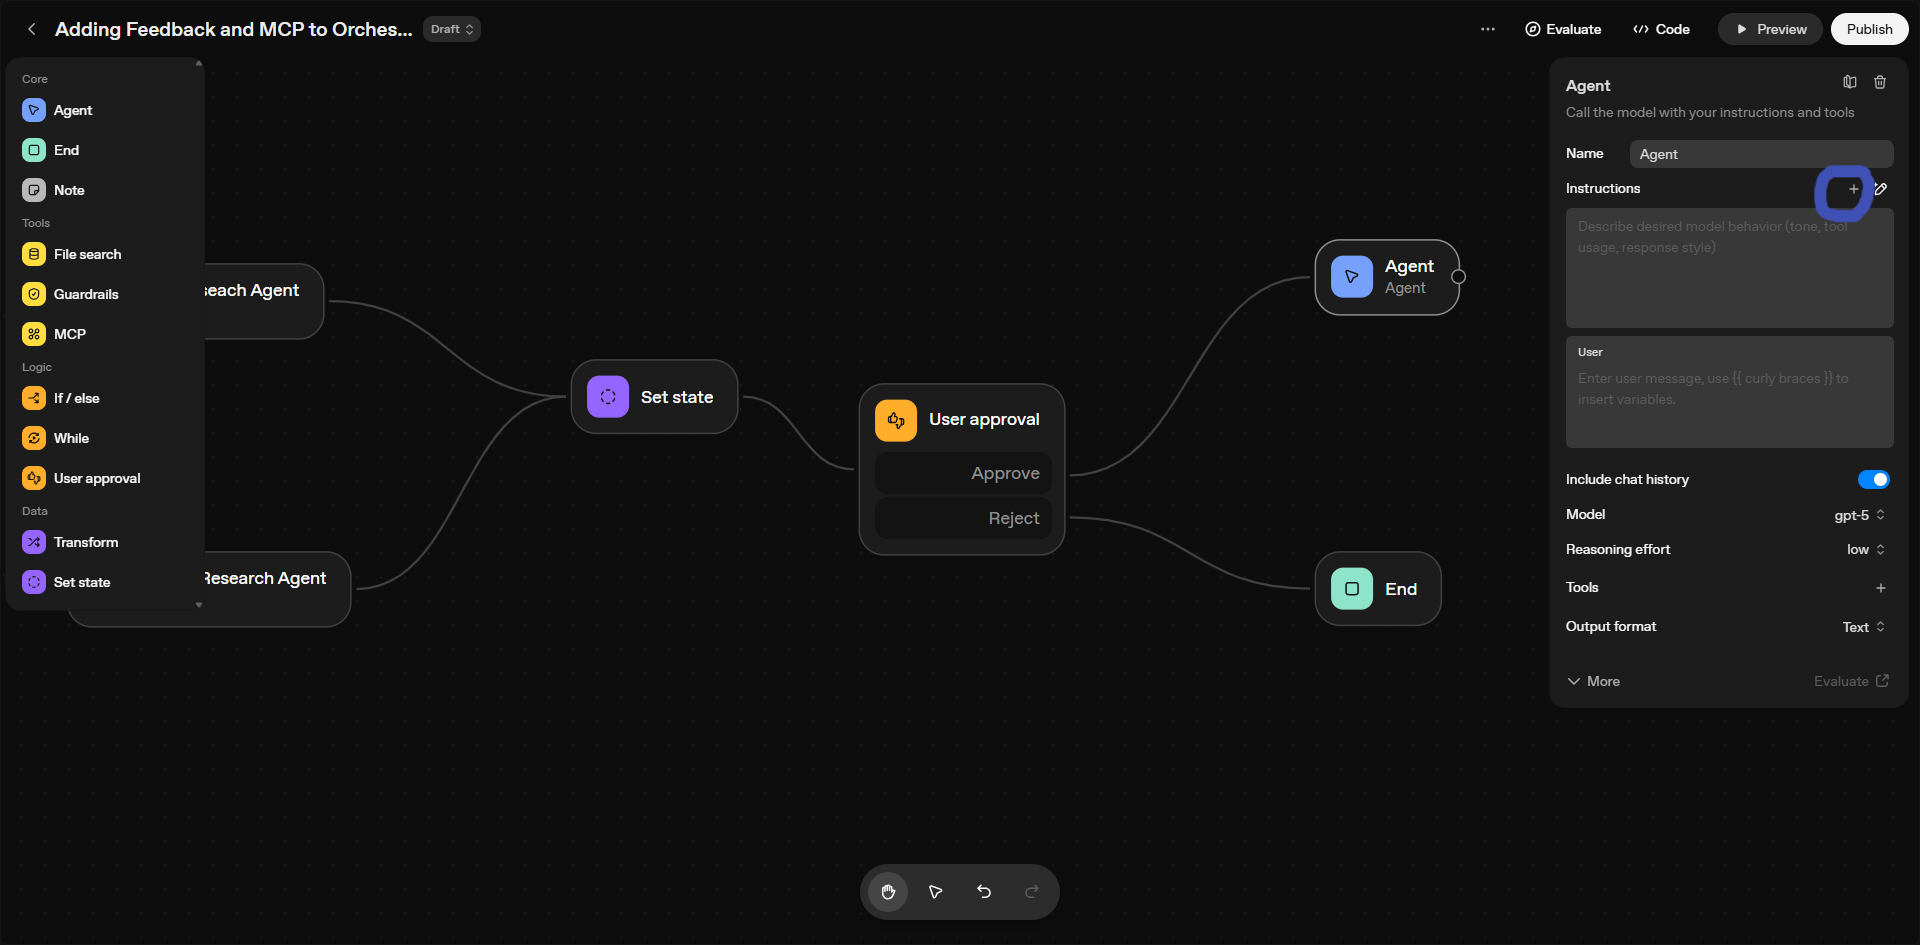 Adding Feedback and MCP to Orches...
Draft
Evaluate
Code
Preview
Publish
Core
Agent
End
Note
Tools
File search
Guardrails
MCP
Logic
If / else
While
User approval
Data
Transform
Set state
seach Agent
Research Agent
Set state
User approval
Approve
Reject
Agent
Agent
End
Agent
Call the model with your instructions and tools
Name
Agent
Instructions
Describe desired model behavior (tone, tool
usage, response style)
User
Enter user message, use {{ curly braces }} to
insert variables.
Include chat history
Model
gpt-5
Reasoning effort
low
Tools
Output format
Text
More
Evaluate